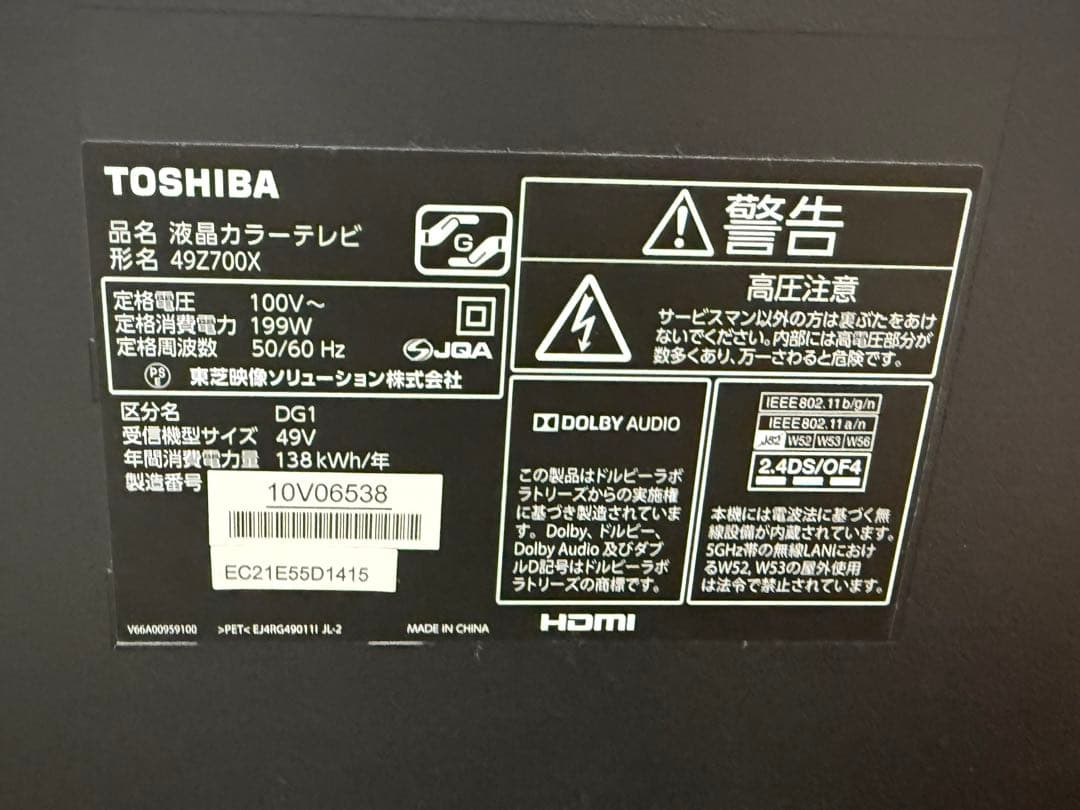 TOSHIBA
品名 液晶カラーテレビ
形名 49Z700X
G
定格電圧 100V～
定格消費電力 199W
定格周波数 50/60 Hz
JQA
PS
E
東芝映像ソリューション株式会社
区分名 DG1
受信機型サイズ 49V
年間消費電力量 138kWh/年
製造番号
10V06538
EC21E55D1415
V66A00959100 >PET< EJ4RG49011I JL-2 MADE IN CHINA
警告
高圧注意
サービスマン以外の方は裏ぶたをあけ
ないでください。内部には高電圧部分が
数多くあり、万一さわると危険です。
DOLBY AUDIO
この製品はドルビーラボ
ラトリーズからの実施権
に基づき製造されていま
す。Dolby、ドルビー、
Dolby Audio 及びダブ
ルD記号はドルビーラボ
ラトリーズの商標です。
IEEE802.11b/g/n
IEEE802.11a/n
J52 W52 W53 W56
2.4DS/OF4
本機には電波法に基づく無
線設備が内蔵されています。
5GHz帯の無線LANにおけ
るW52, W53の屋外使用
は法令で禁止されています。
HDMI